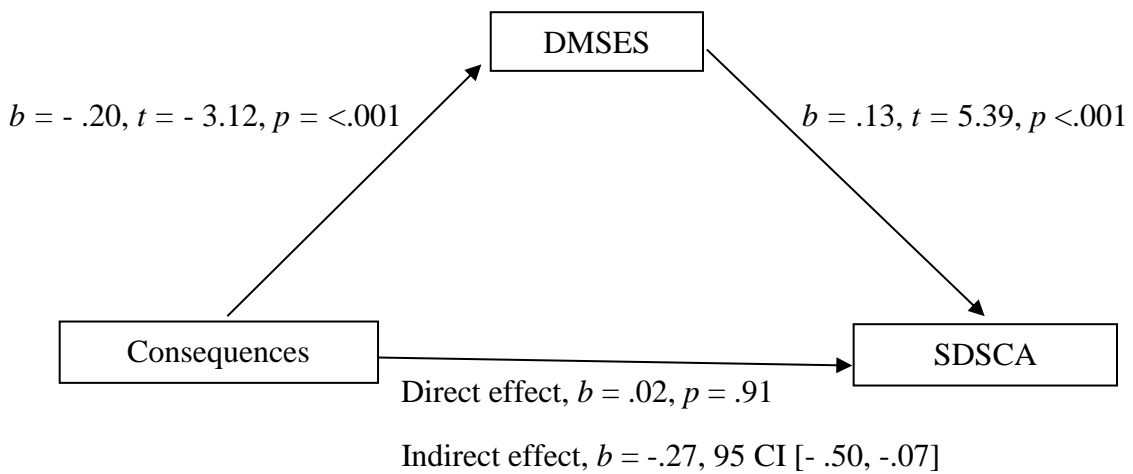 DMSES
b = - .20, t = - 3.12, p = <.001
b = .13, t = 5.39, p <.001
Consequences
SDSCA
Direct effect, b = .02, p = .91
Indirect effect, b = -.27, 95 CI [- .50, -.07]